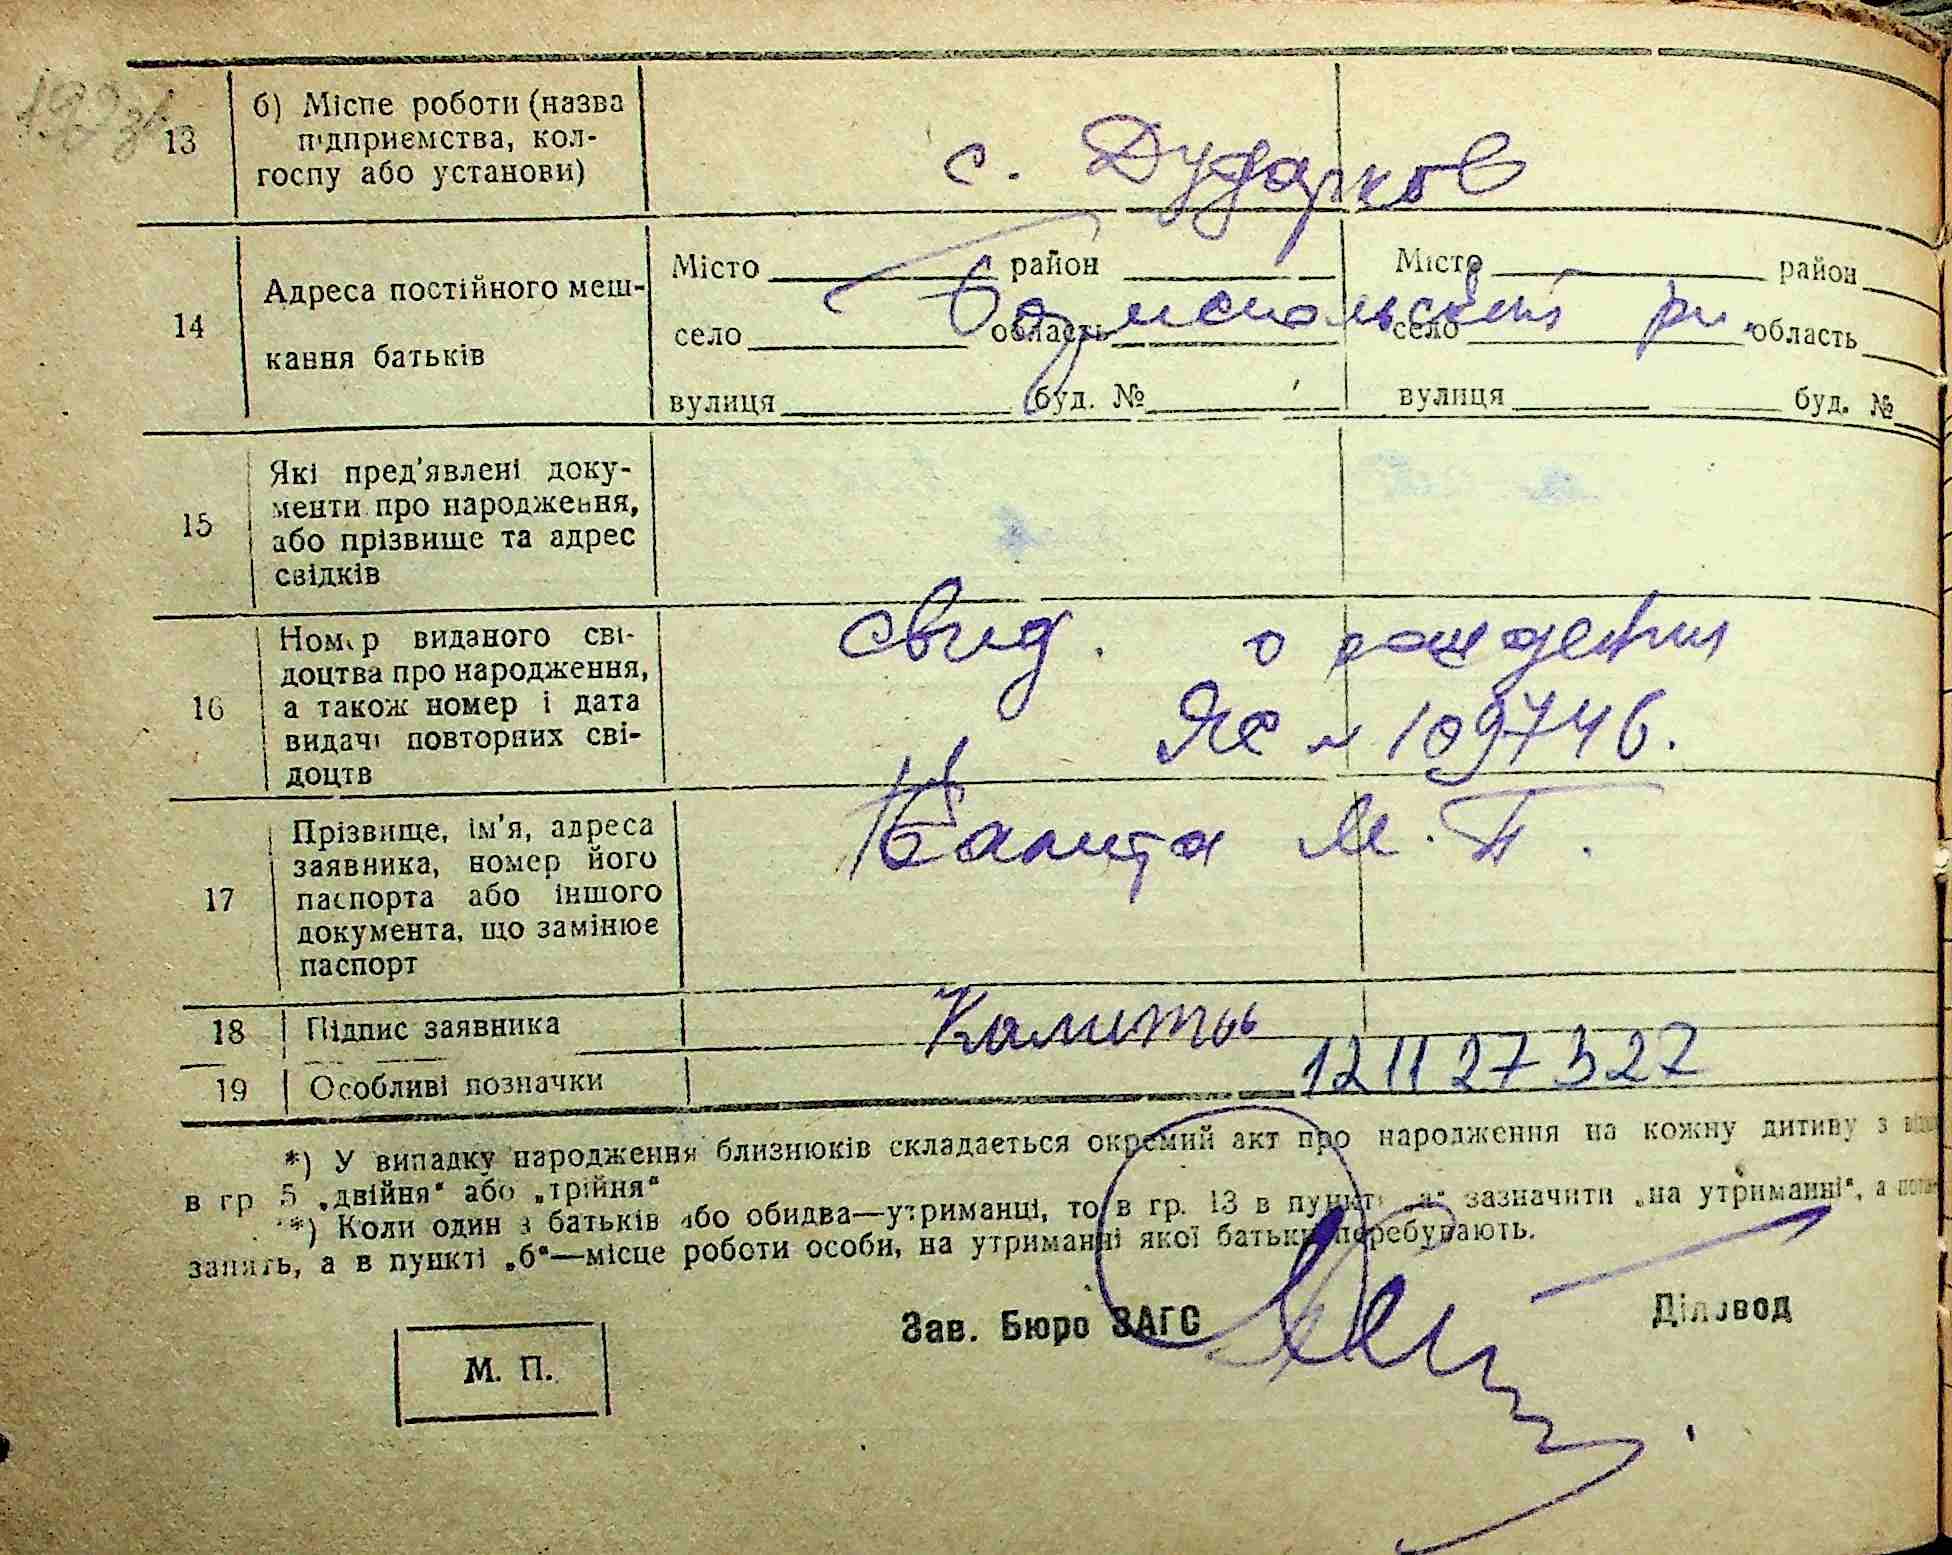 13
б) Місце роботи (назва
підприємства, кол-
госпу або установи)
с. Дударков
14
Адреса постійного меш-
кання батьків
Місто район Місто район
Бориспольский рн.
село область село область
вулиця буд. № вулиця буд. №
15
Які пред'явлені доку-
менти про народження,
або прізвище та адрес
свідків
16
Номер виданого сві-
доцтва про народження,
а також номер і дата
видачі повторних сві-
доцтв
свид. о рождения
ЯС № 109746.
17
Прізвище, ім'я, адреса
заявника, номер його
паспорта або іншого
документа, що замінює
паспорт
Калита М. П.
18 Підпис заявника
Калита
19 Особливі позначки
12 11 27 322
*) У випадку народження близнюків складається окремий акт про народження на кожну дитину з
в гр 5 „двійня“ або „трійня“
*) Коли один з батьків або обидва—утриманці, то в гр. 13 в пункті „а“ зазначити „на утриманні“, а
занять, а в пункті „б“—місце роботи особи, на утриманні якої батьки перебувають.
Зав. Бюро ЗАГС Діловод
М. П.